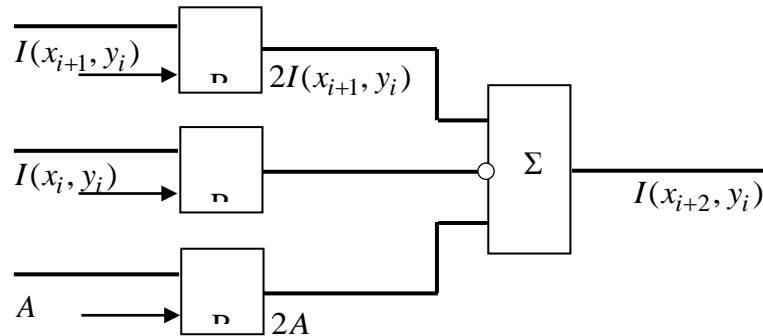 I(x_{i+1}, y_i)
2I(x_{i+1}, y_i)
I(x_i, y_i)
Σ
I(x_{i+2}, y_i)
A
2A